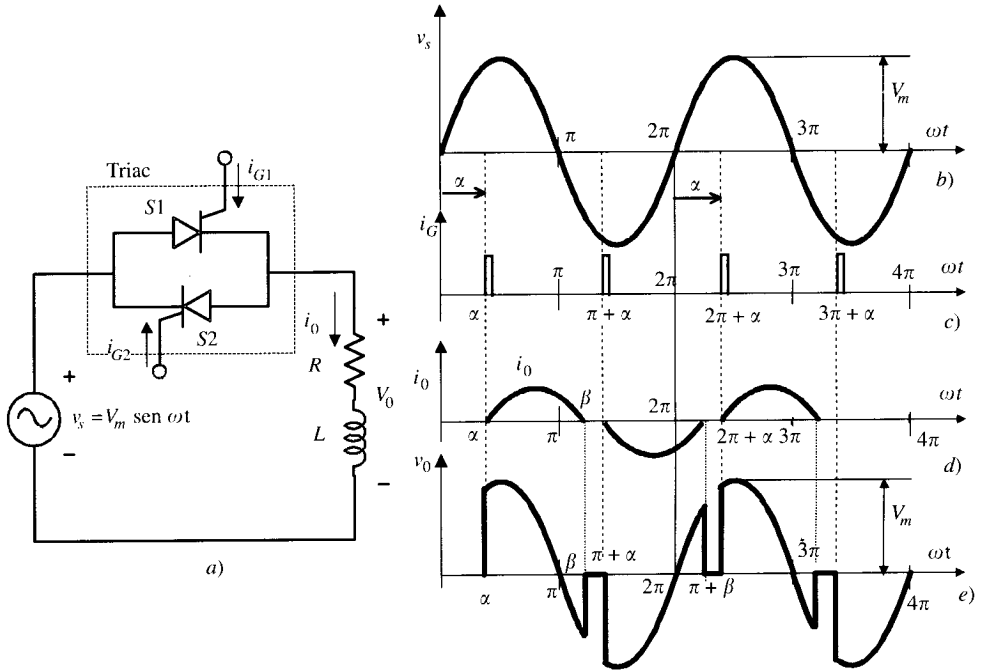 Triac
i_G1
S1
S2
i_G2
i_0
+
R
V_0
L
−
+
v_s = V_m sen ωt
−
a)
v_s
π
2π
3π
ωt
V_m
α
α
b)
i_G
π
2π
3π
4π
ωt
α
π + α
2π + α
3π + α
c)
i_0
i_0
β
2π
ωt
α
π
2π + α
3π
4π
d)
v_0
V_m
β
π + α
3π
ωt
α
π
2π
π + β
4π
e)